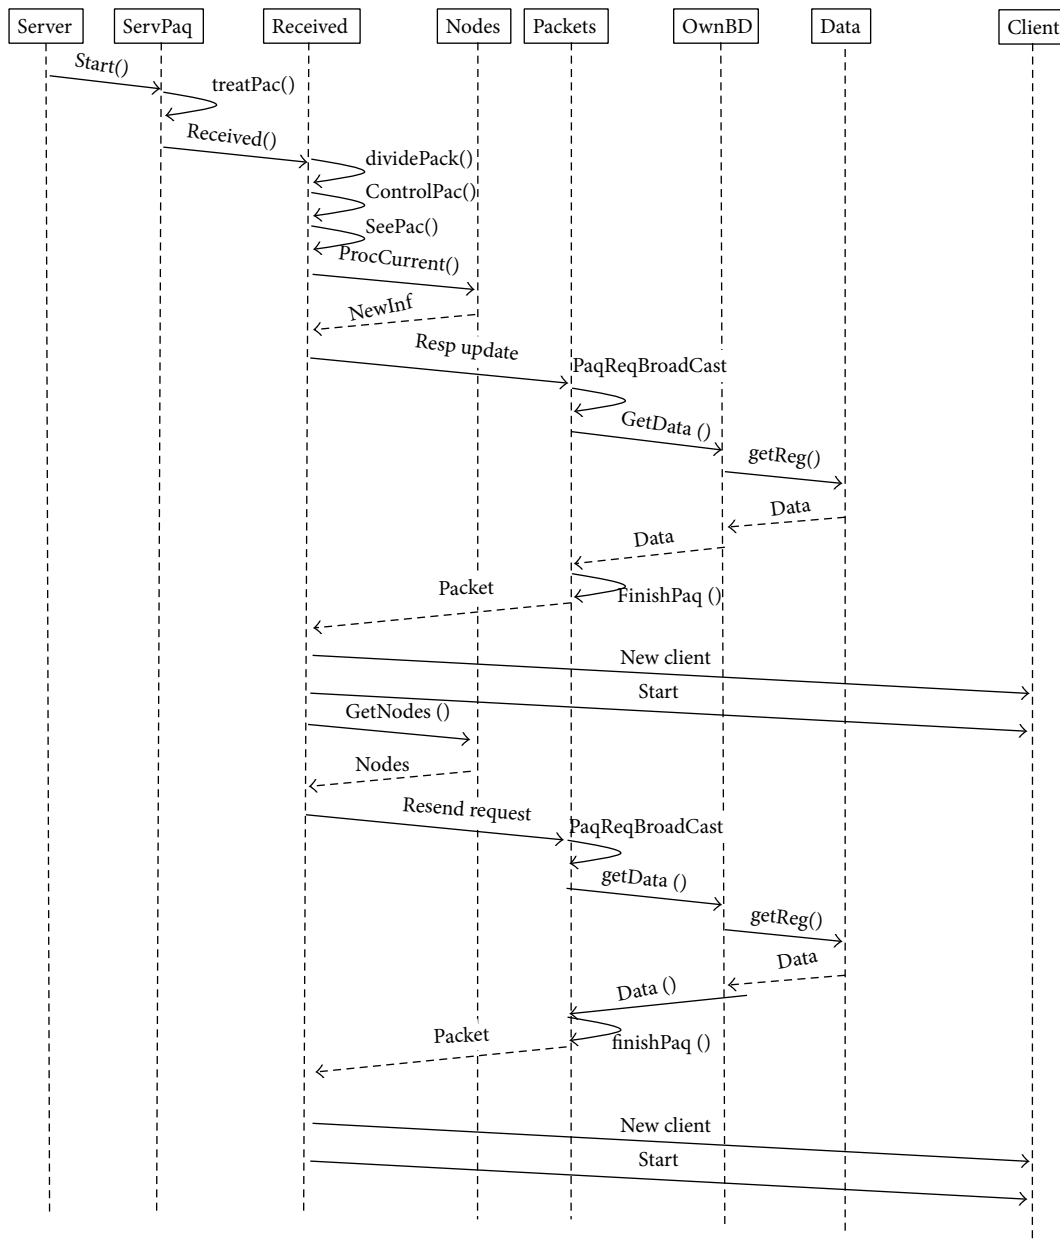 Server ServPaq Received Nodes Packets OwnBD Data Client
Start()
treatPac()
Received()
dividePack()
ControlPac()
SeePac()
ProcCurrent()
NewInf
Resp update
PaqReqBroadCast
GetData ()
getReg()
Data
Data
Packet
FinishPaq ()
New client
Start
GetNodes ()
Nodes
Resend request
PaqReqBroadCast
getData ()
getReg()
Data
Data ()
Packet
finishPaq ()
New client
Start